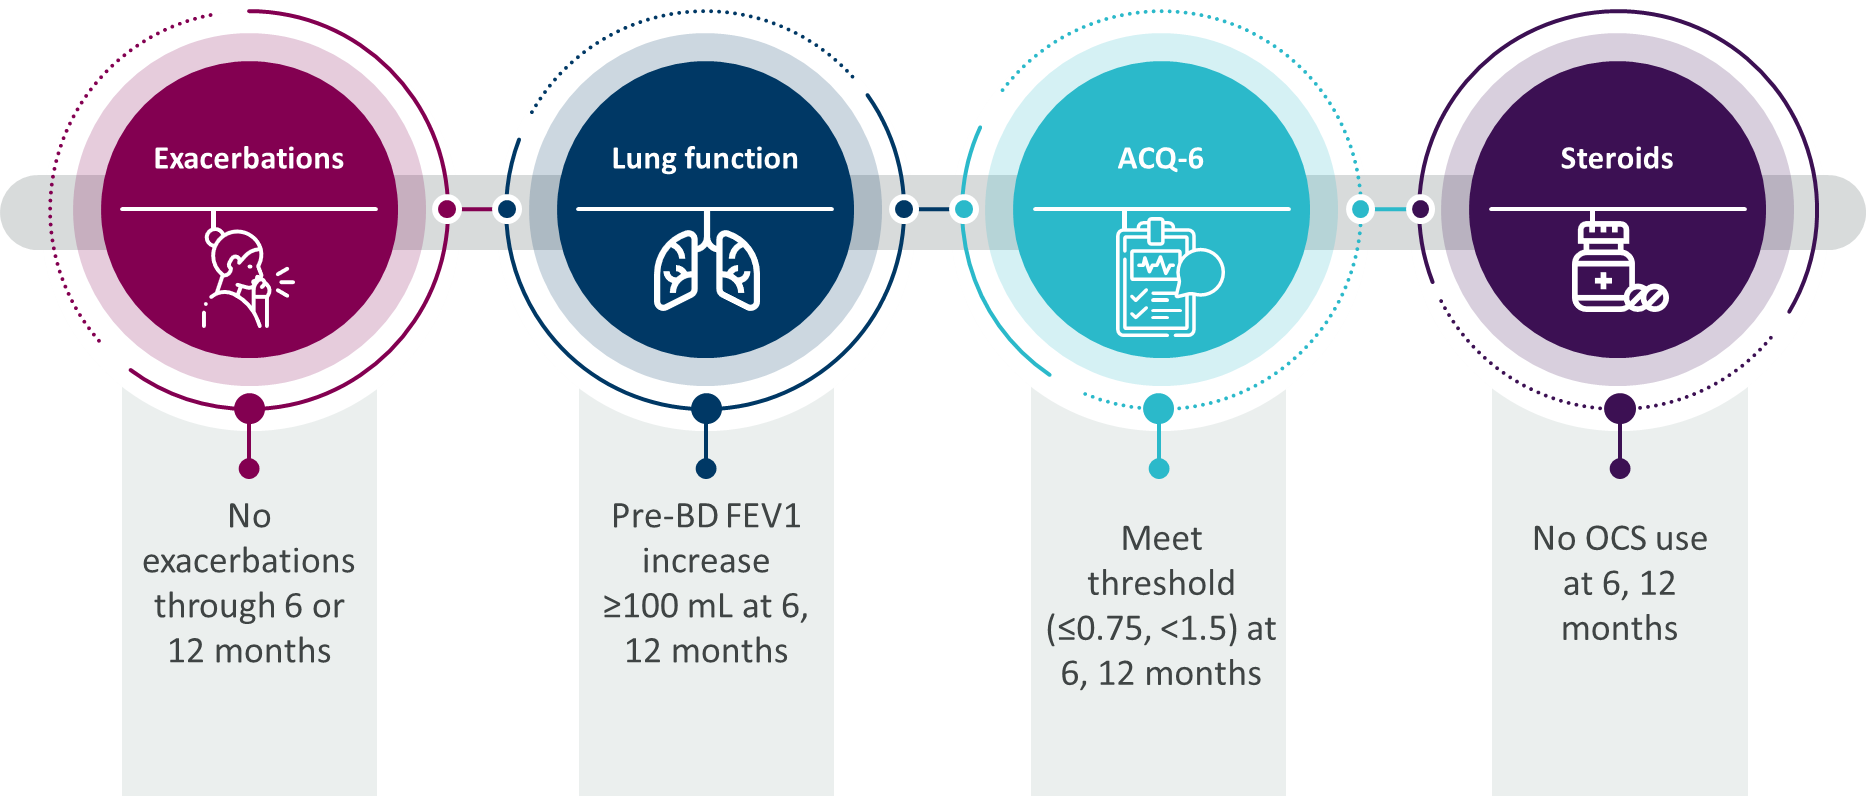 Exacerbations
No
exacerbations
through 6 or
12 months
Lung function
Pre-BD FEV1
increase
≥100 mL at 6,
12 months
ACQ-6
Meet
threshold
(≤0.75, <1.5) at
6, 12 months
Steroids
No OCS use
at 6, 12
months